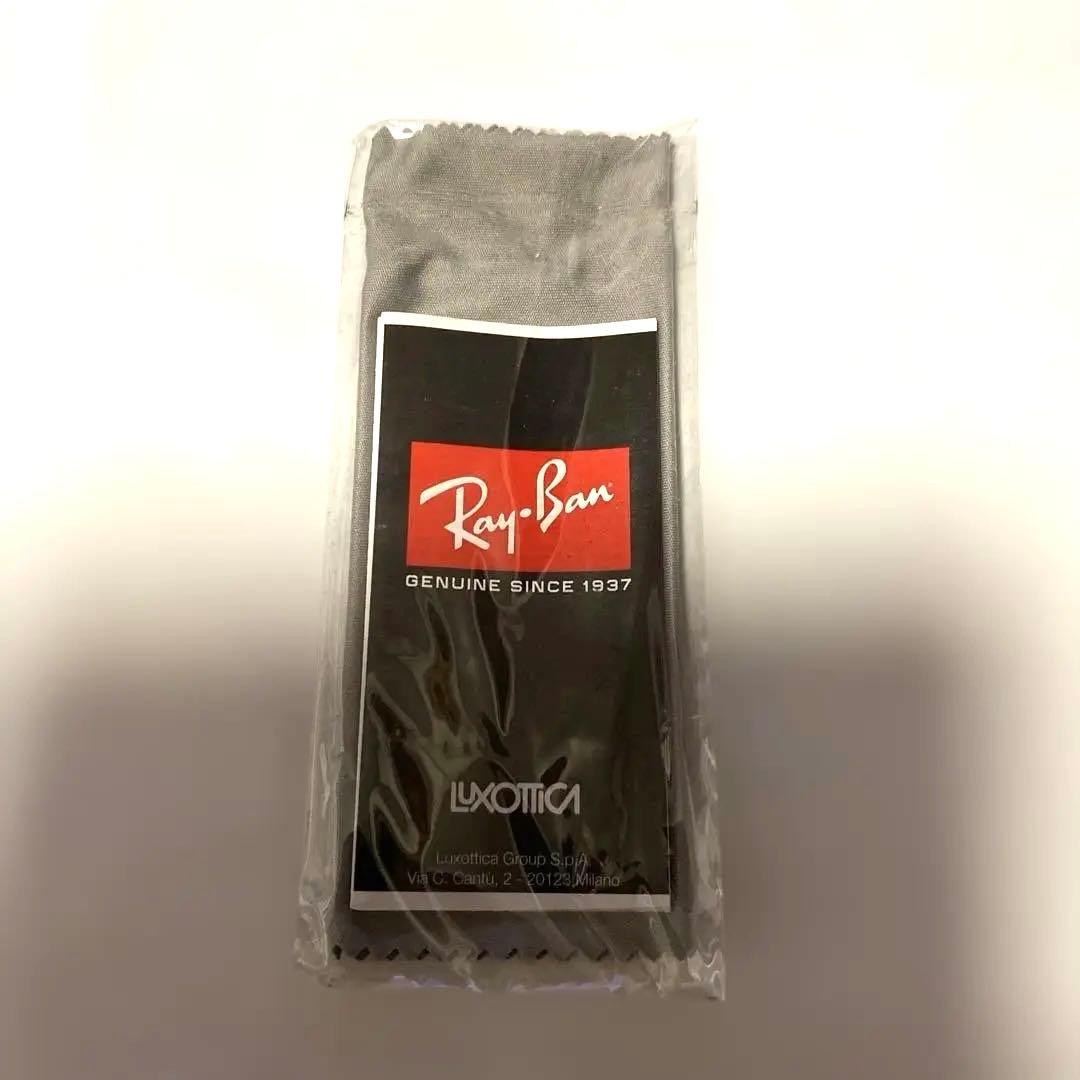 Ray·Ban
GENUINE SINCE 1937
LUXOTTICA
Luxottica Group S.p.A.
Via C. Cantù, 2 - 20123 Milano